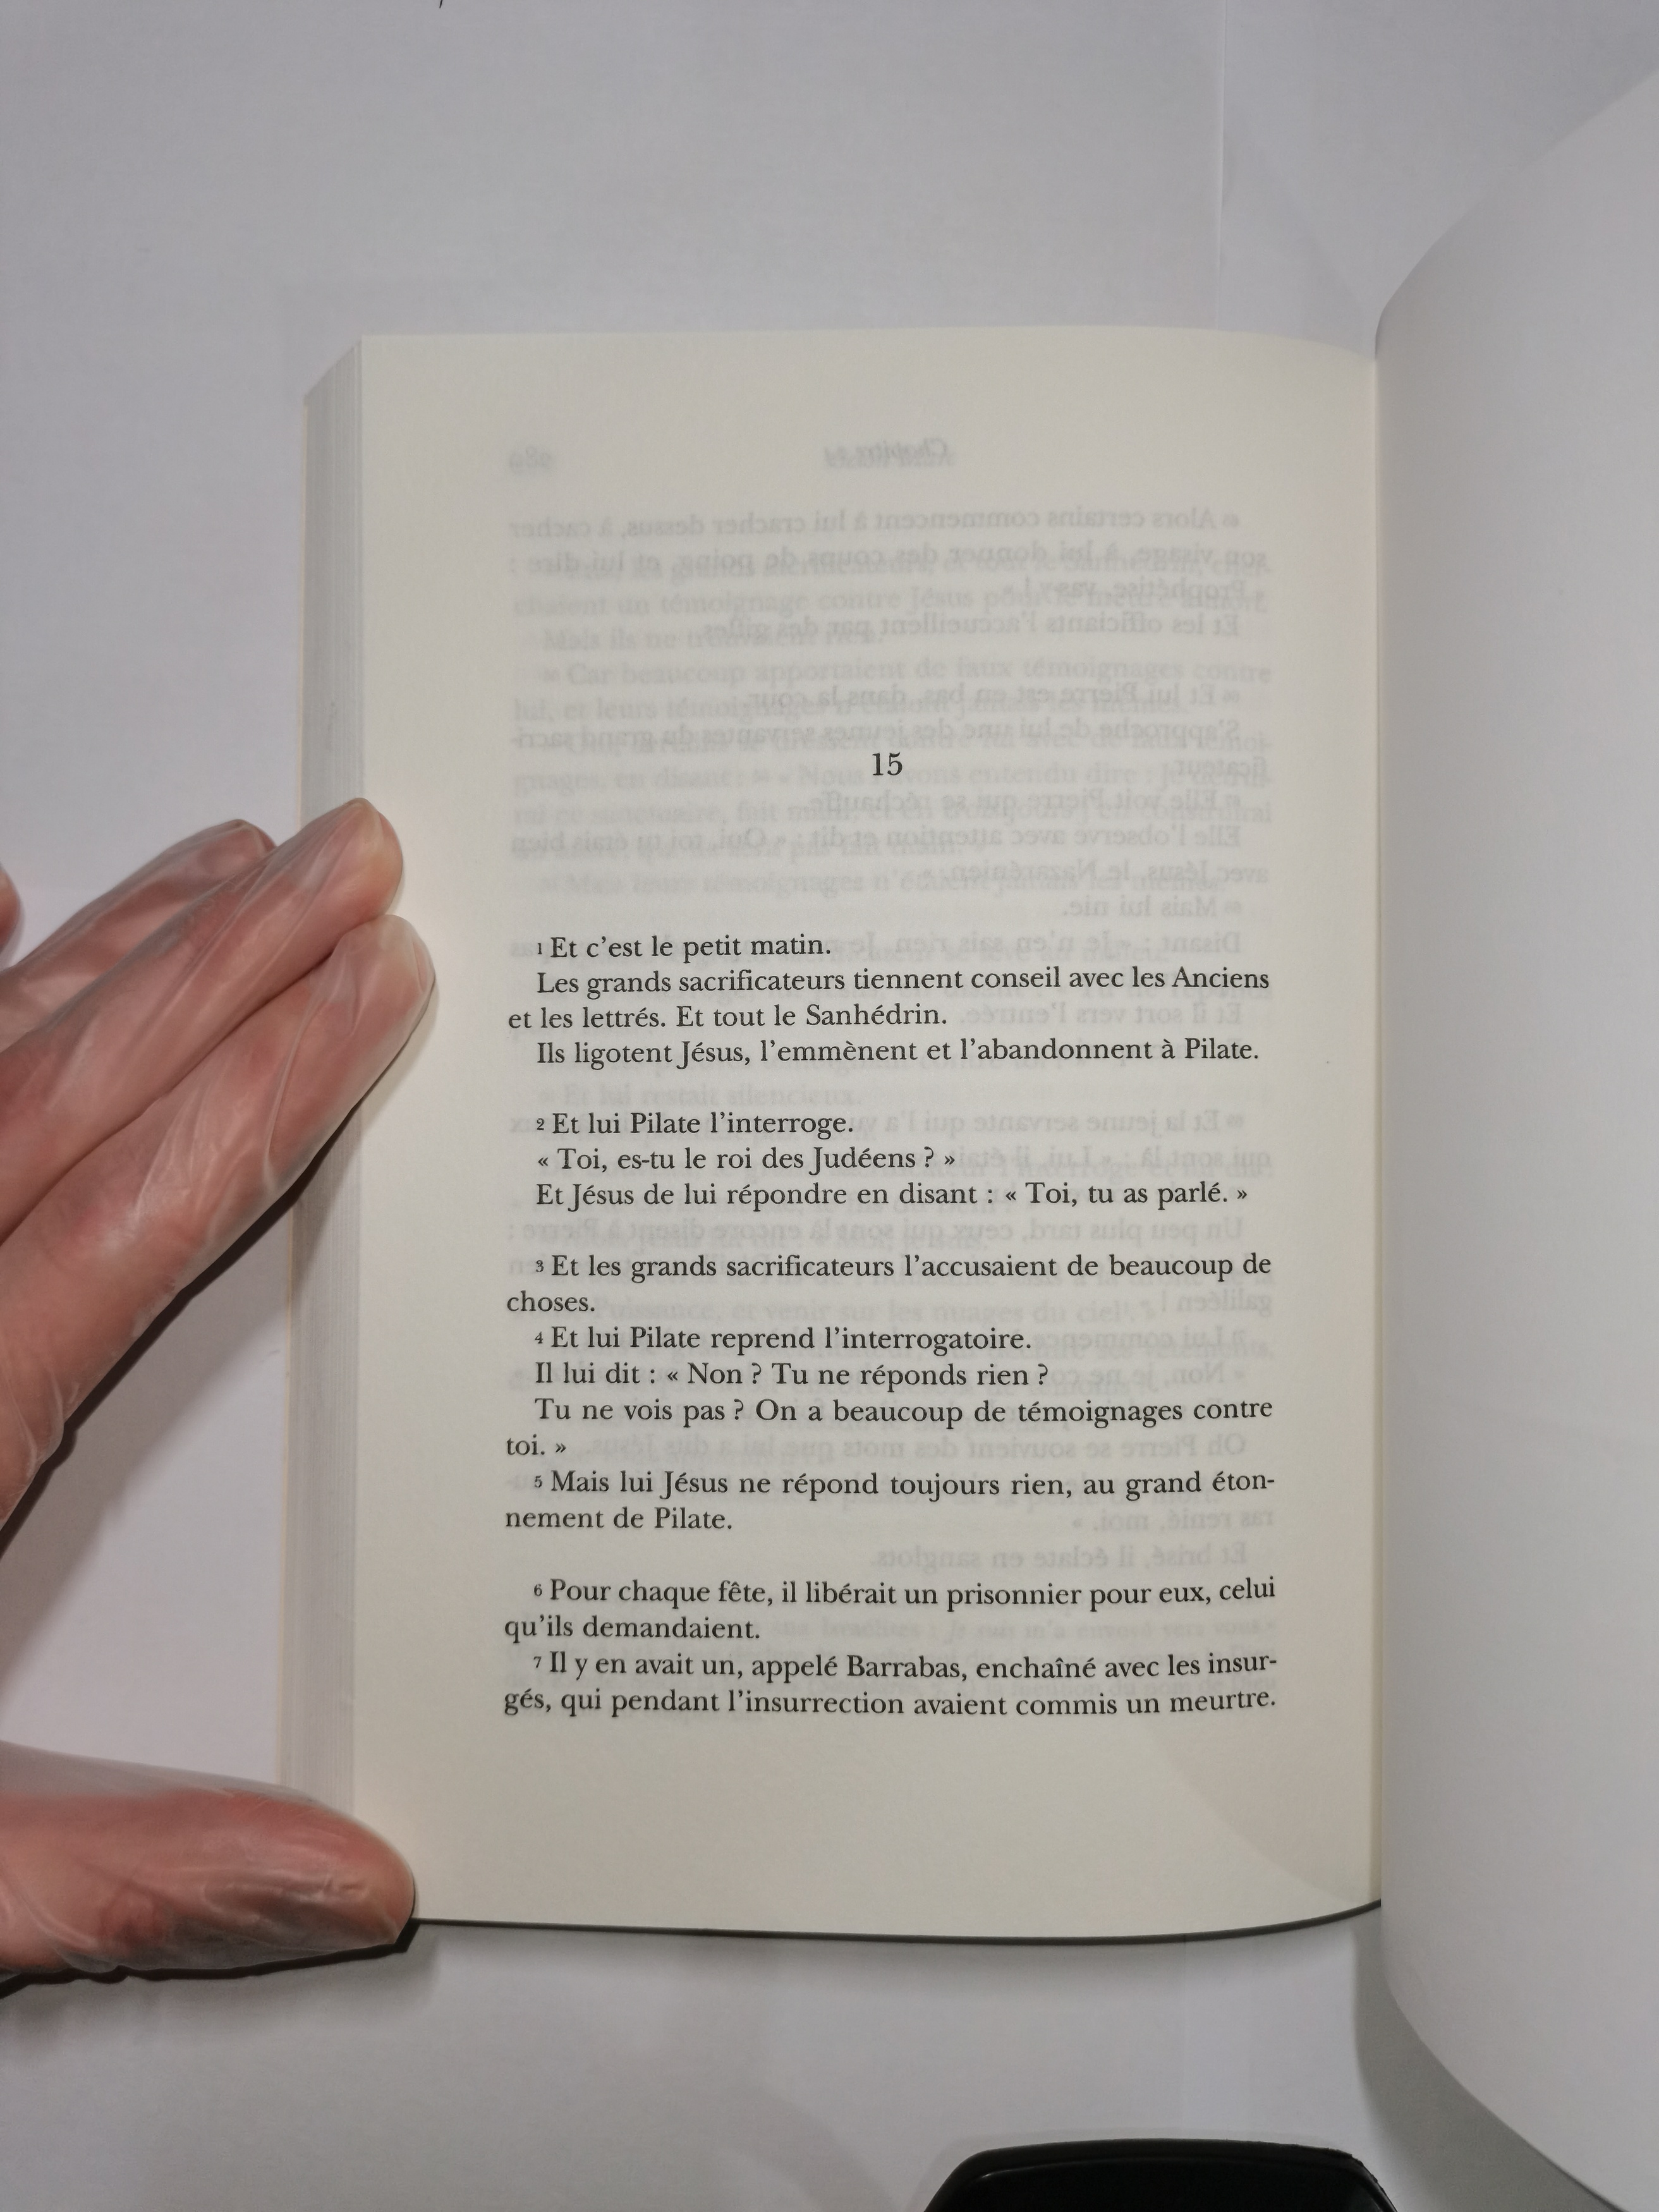 15
1 Et c’est le petit matin.
Les grands sacrificateurs tiennent conseil avec les Anciens
et les lettrés. Et tout le Sanhédrin.
Ils ligotent Jésus, l’emmènent et l’abandonnent à Pilate.
2 Et lui Pilate l’interroge.
« Toi, es-tu le roi des Judéens ? »
Et Jésus de lui répondre en disant : « Toi, tu as parlé. »
3 Et les grands sacrificateurs l’accusaient de beaucoup de
choses.
4 Et lui Pilate reprend l’interrogatoire.
Il lui dit : « Non ? Tu ne réponds rien ?
Tu ne vois pas ? On a beaucoup de témoignages contre
toi. »
5 Mais lui Jésus ne répond toujours rien, au grand éton-
nement de Pilate.
6 Pour chaque fête, il libérait un prisonnier pour eux, celui
qu’ils demandaient.
7 Il y en avait un, appelé Barrabas, enchaîné avec les insur-
gés, qui pendant l’insurrection avaient commis un meurtre.